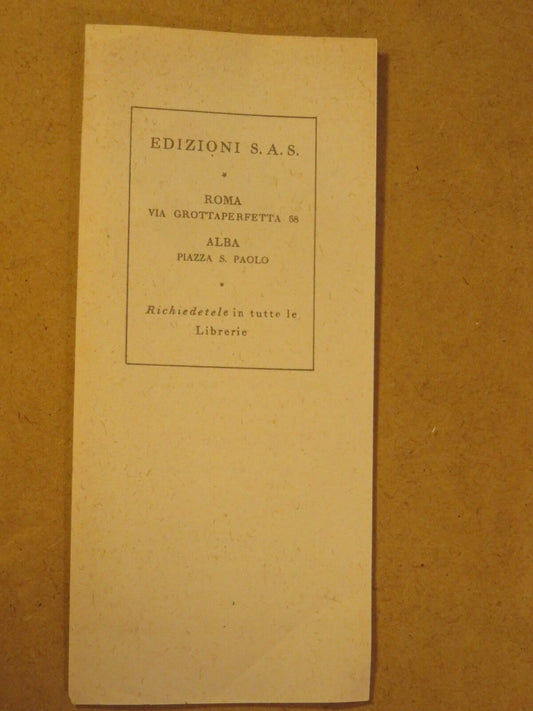 EDIZIONI S. A. S.
*
ROMA
VIA GROTTAPERFETTA 58
ALBA
PIAZZA S. PAOLO
*
Richiedetele in tutte le
Librerie